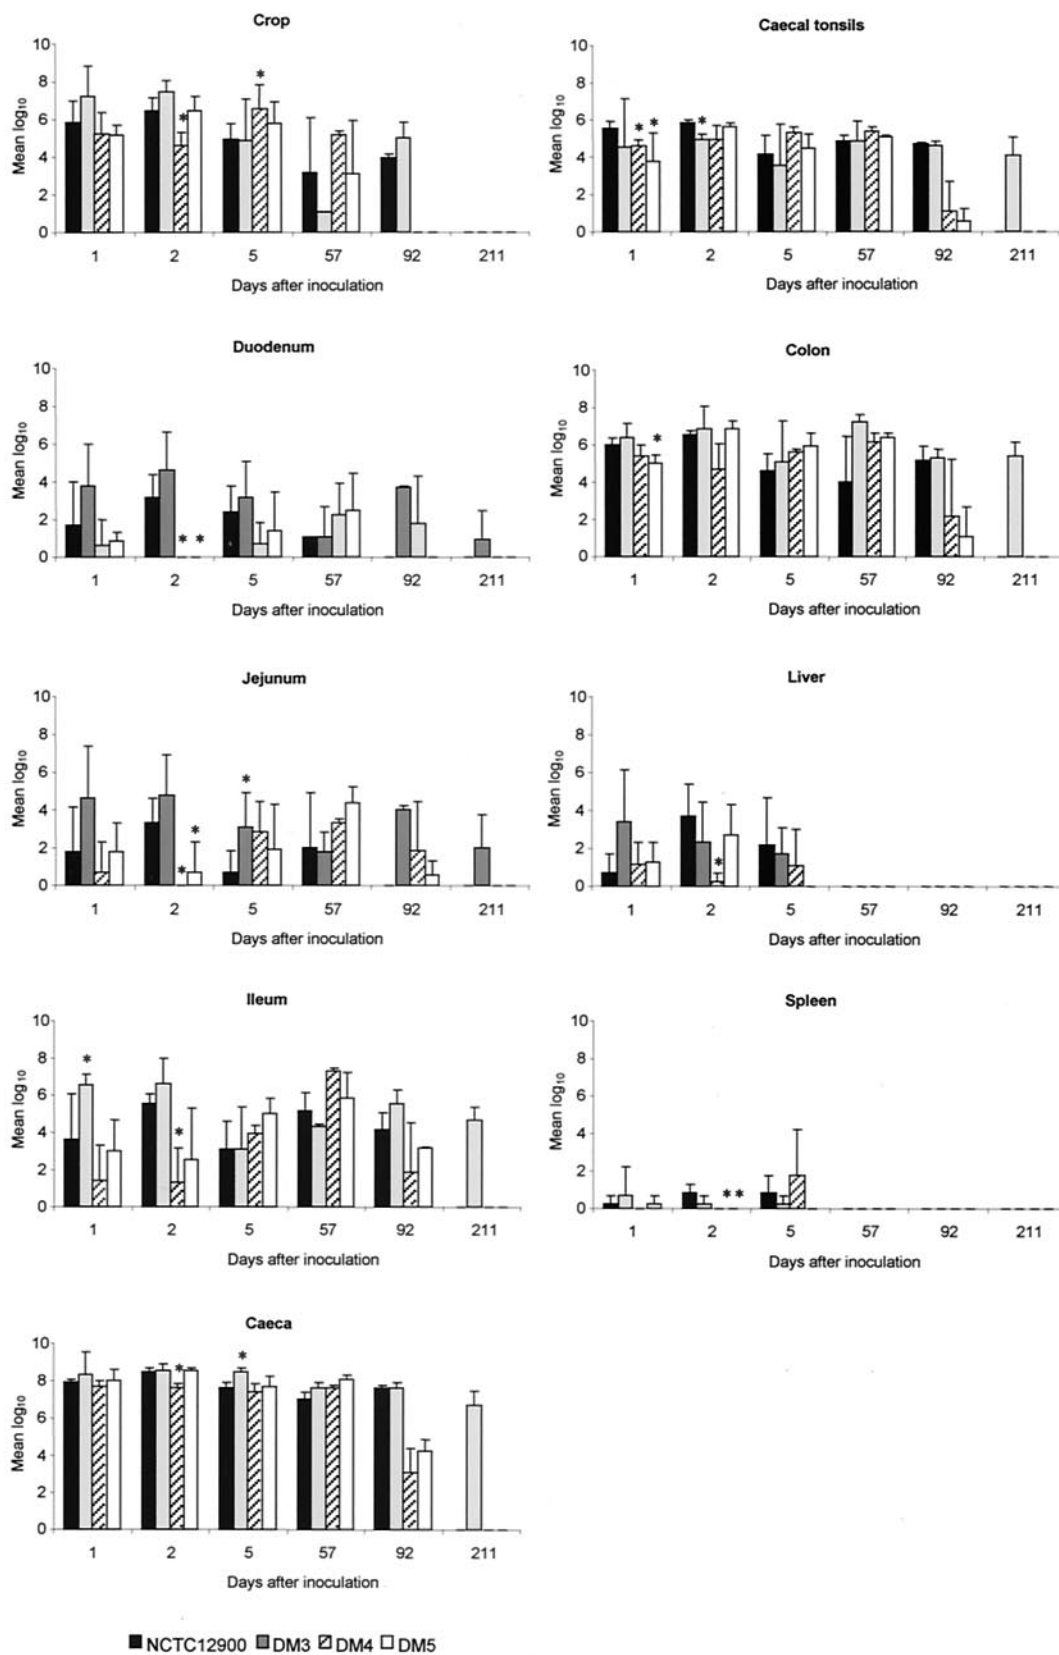 Crop
Mean log10
10
8
6
4
2
0
* *
1 2 5 57 92 211
Days after inoculation
Caecal tonsils
Mean log10
10
8
6
4
2
0
* * *
1 2 5 57 92 211
Days after inoculation
Duodenum
Mean log10
10
8
6
4
2
0
* *
1 2 5 57 92 211
Days after inoculation
Colon
Mean log10
10
8
6
4
2
0
*
1 2 5 57 92 211
Days after inoculation
Jejunum
Mean log10
10
8
6
4
2
0
* * *
1 2 5 57 92 211
Days after inoculation
Liver
Mean log10
10
8
6
4
2
0
*
1 2 5 57 92 211
Days after inoculation
Ileum
Mean log10
10
8
6
4
2
0
* *
1 2 5 57 92 211
Days after inoculation
Spleen
Mean log10
10
8
6
4
2
0
**
1 2 5 57 92 211
Days after inoculation
Caeca
Mean log10
10
8
6
4
2
0
* *
1 2 5 57 92 211
Days after inoculation
NCTC12900 DM3 DM4 DM5